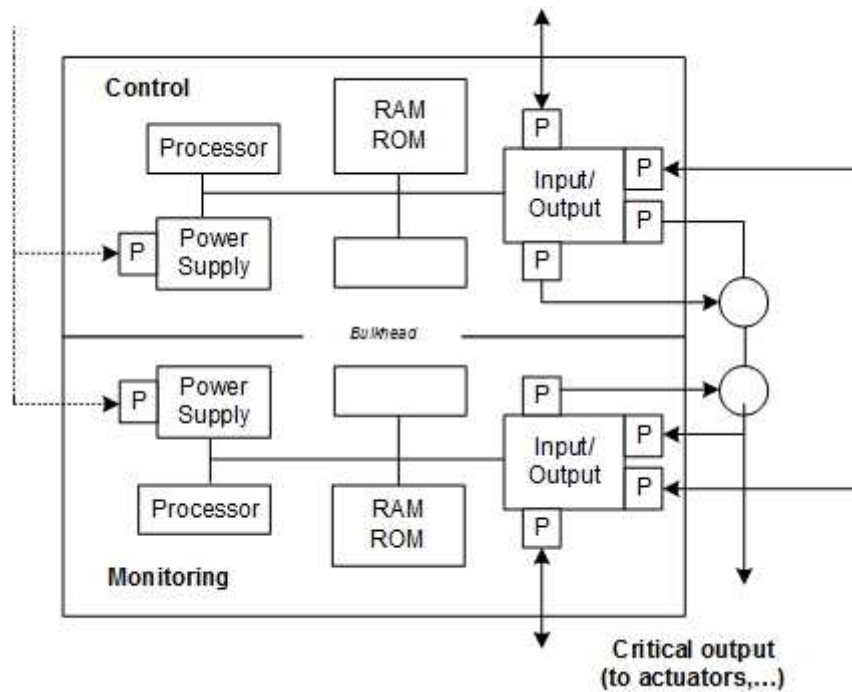 Control
RAM
ROM
Processor
P
Input/
Output
P
P
P
Power
Supply
P
Bulkhead
P
Power
Supply
P
Input/
Output
P
P
Processor
RAM
ROM
P
Monitoring
Critical output
(to actuators,...)